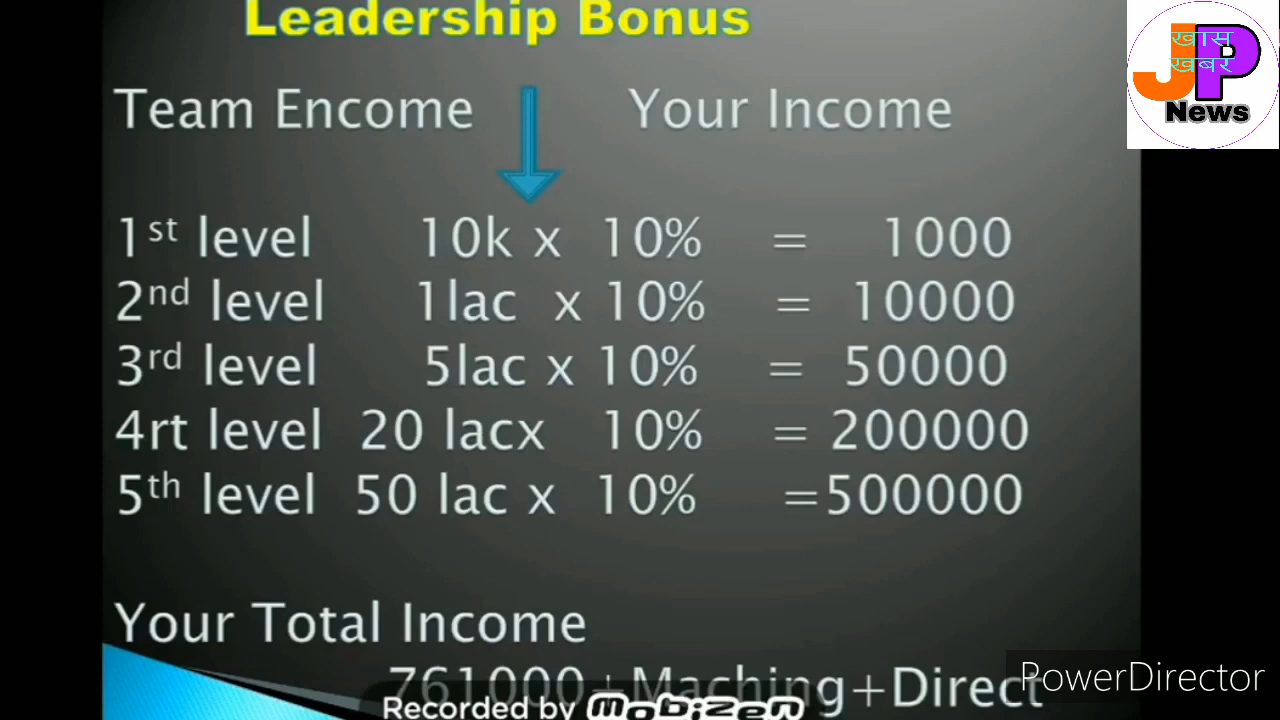 Leadership Bonus
खास
खबर
JP
News
Team Encome Your Income
1st level 10k x 10% = 1000
2nd level 1lac x 10% = 10000
3rd level 5lac x 10% = 50000
4rt level 20 lacx 10% = 200000
5th level 50 lac x 10% =500000
Your Total Income
761000+Maching+Direct
PowerDirector
Recorded by Mobizen